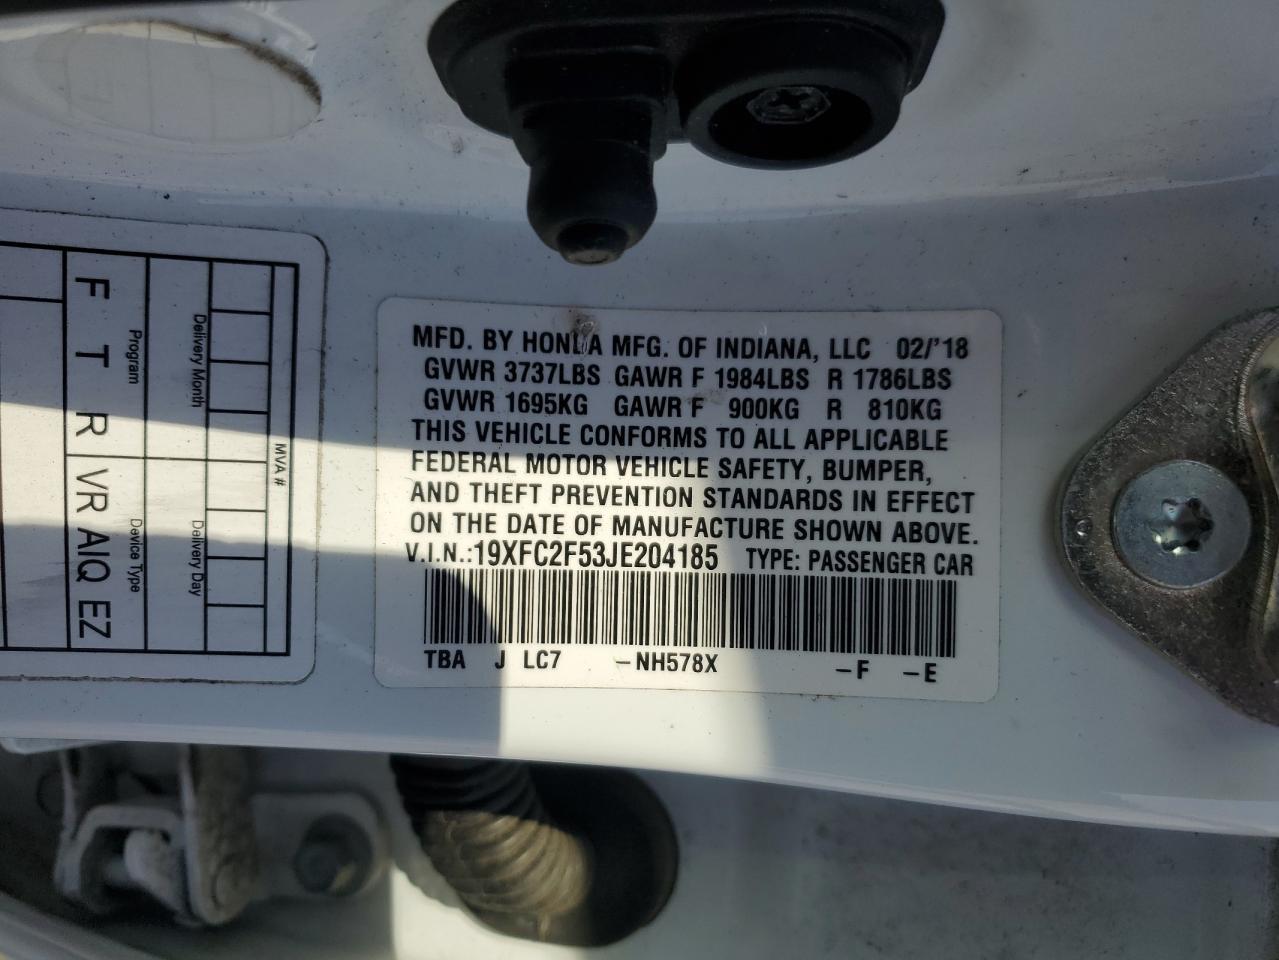 MFD. BY HONDA MFG. OF INDIANA, LLC 02/'18
GVWR 3737LBS GAWR F 1984LBS R 1786LBS
GVWR 1695KG GAWR F 900KG R 810KG
THIS VEHICLE CONFORMS TO ALL APPLICABLE
FEDERAL MOTOR VEHICLE SAFETY, BUMPER,
AND THEFT PREVENTION STANDARDS IN EFFECT
ON THE DATE OF MANUFACTURE SHOWN ABOVE.
V.I.N.:19XFC2F53JE204185 TYPE: PASSENGER CAR
TBA J LC7 -NH578X -F -E
MVA #
Delivery Month
Delivery Day
Program
Device Type
F T R
VR AIQ EZ